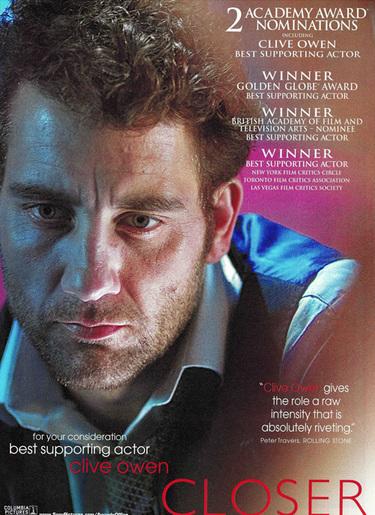 2 ACADEMY AWARD®
NOMINATIONS
INCLUDING
CLIVE OWEN
BEST SUPPORTING ACTOR
WINNER
GOLDEN GLOBE AWARD
BEST SUPPORTING ACTOR
WINNER
BRITISH ACADEMY OF FILM AND
TELEVISION ARTS - NOMINEE
BEST SUPPORTING ACTOR
WINNER
BEST SUPPORTING ACTOR
NEW YORK FILM CRITICS CIRCLE
TORONTO FILM CRITICS ASSOCIATION
LAS VEGAS FILM CRITICS SOCIETY
"Clive Owen gives
the role a raw
intensity that is
absolutely riveting."
Peter Travers, ROLLING STONE
for your consideration
best supporting actor
clive owen
CLOSER
COLUMBIA
PICTURES